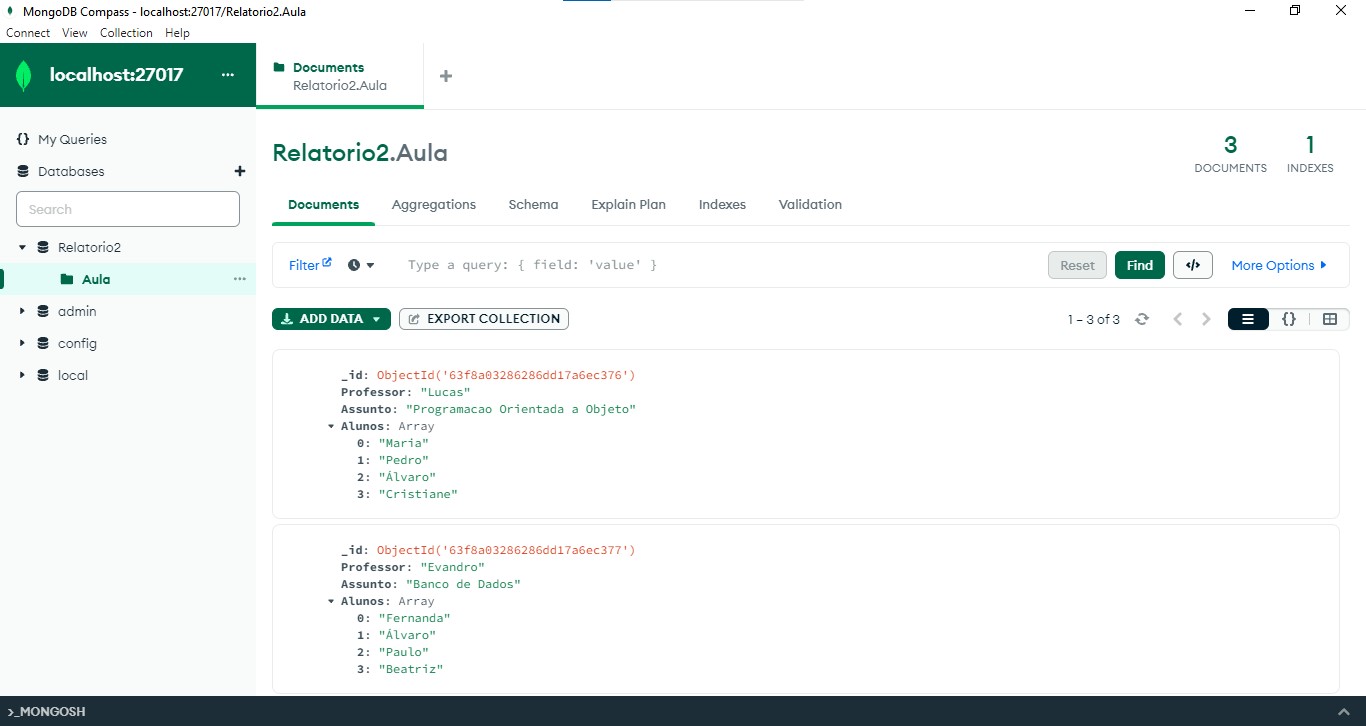 MongoDB Compass - localhost:27017/Relatorio2.Aula
Connect View Collection Help
localhost:27017
Documents
Relatorio2.Aula
My Queries
Databases
Search
Relatorio2
Aula
admin
config
local
Relatorio2.Aula
3
DOCUMENTS
1
INDEXES
Documents Aggregations Schema Explain Plan Indexes Validation
Filter Type a query: { field: 'value' } Reset Find </> More Options
ADD DATA EXPORT COLLECTION 1 – 3 of 3 {}
_id: ObjectId('63f8a03286286dd17a6ec376')
Professor: "Lucas"
Assunto: "Programacao Orientada a Objeto"
Alunos: Array
0: "Maria"
1: "Pedro"
2: "Álvaro"
3: "Cristiane"
_id: ObjectId('63f8a03286286dd17a6ec377')
Professor: "Evandro"
Assunto: "Banco de Dados"
Alunos: Array
0: "Fernanda"
1: "Álvaro"
2: "Paulo"
3: "Beatriz"
>_MONGOSH